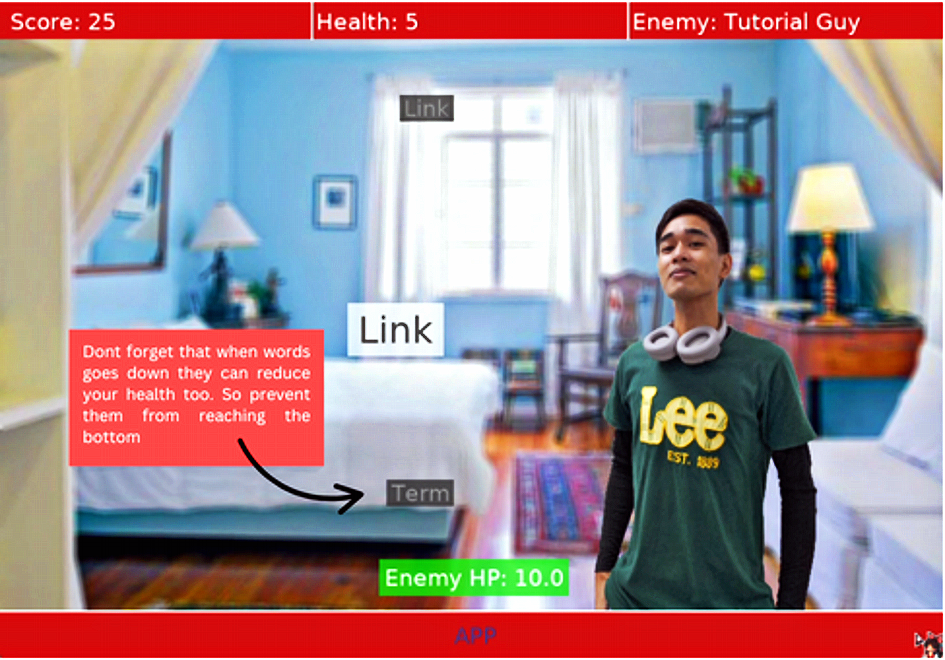 Score: 25
Health: 5
Enemy: Tutorial Guy
Link
Link
Dont forget that when words
goes down they can reduce
your health too. So prevent
them from reaching the
bottom
Term
Lee
EST. 1889
Enemy HP: 10.0
APP